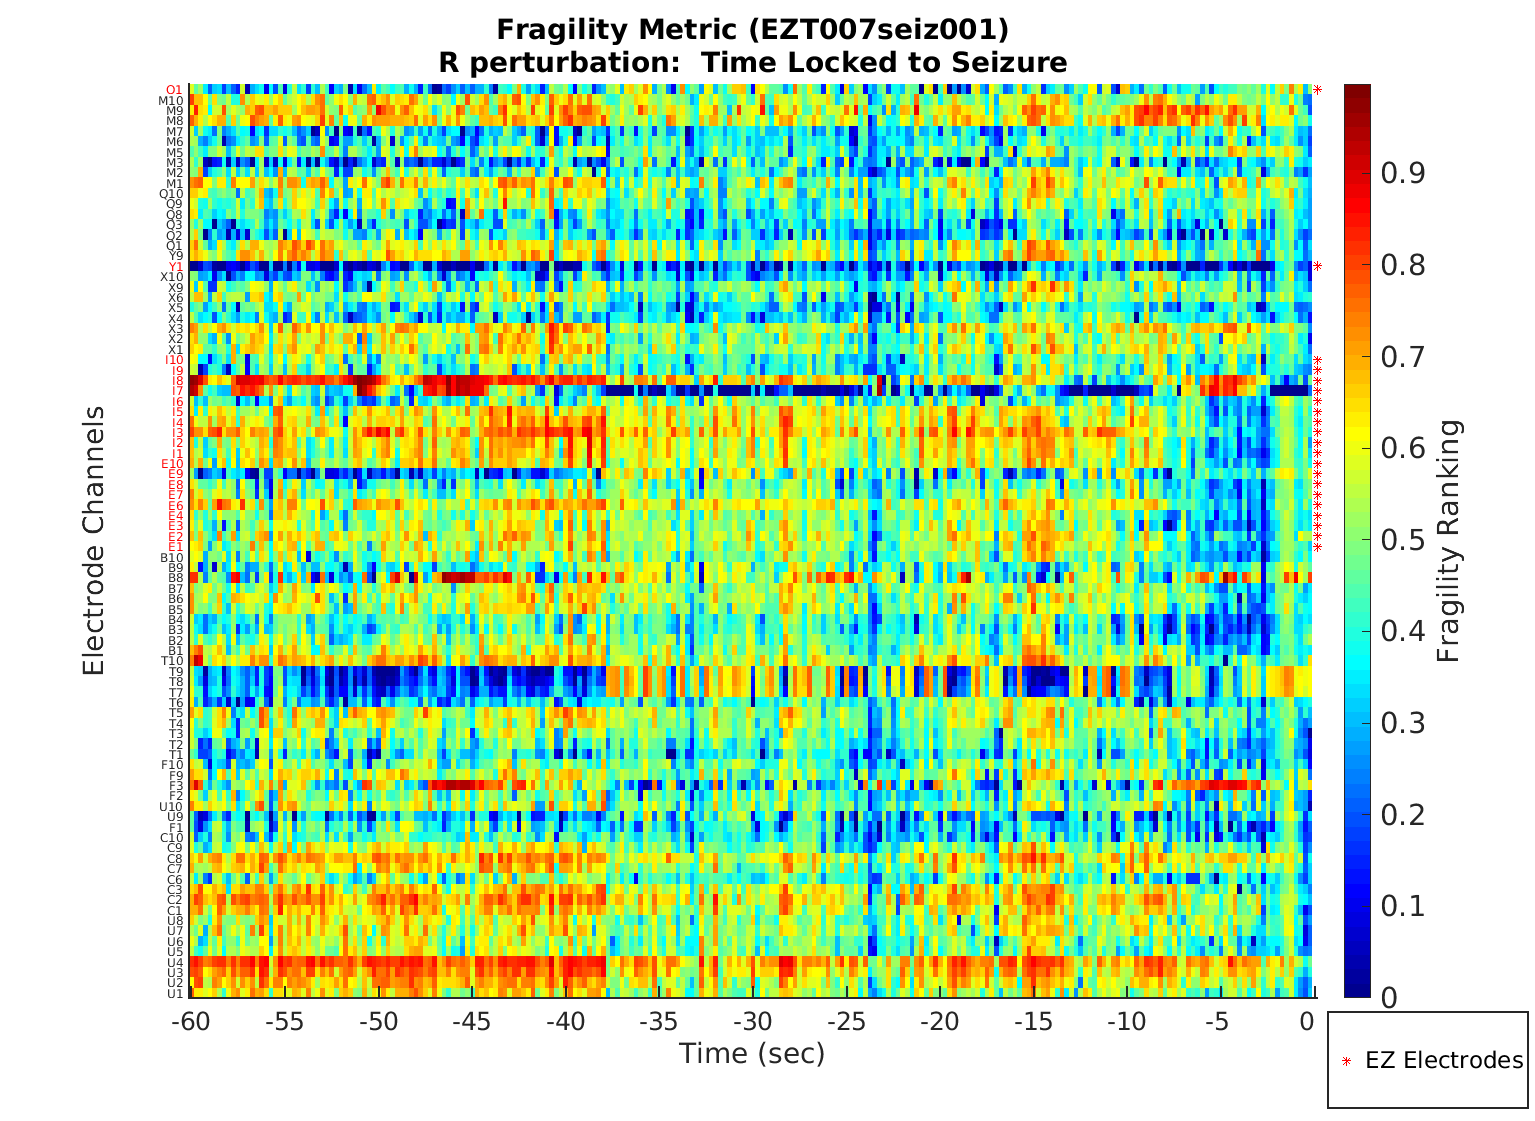 Fragility Metric (EZT007seiz001)
R perturbation:  Time Locked to Seizure
Electrode Channels
O1
M10
M9
M8
M7
M6
M5
M3
M2
M1
Q10
Q9
Q8
Q3
Q2
Q1
Y9
Y1
X10
X9
X6
X5
X4
X3
X2
X1
I10
I9
I8
I7
I6
I5
I4
I3
I2
I1
E10
E9
E8
E7
E6
E4
E3
E2
E1
B10
B9
B8
B7
B6
B5
B4
B3
B2
B1
T10
T9
T8
T7
T6
T5
T4
T3
T2
T1
F10
F9
F3
F2
U10
U9
F1
C10
C9
C8
C7
C6
C3
C2
C1
U8
U7
U6
U5
U4
U3
U2
U1
-60 -55 -50 -45 -40 -35 -30 -25 -20 -15 -10 -5 0
Time (sec)
0.9
0.8
0.7
0.6
0.5
0.4
0.3
0.2
0.1
0
Fragility Ranking
EZ Electrodes